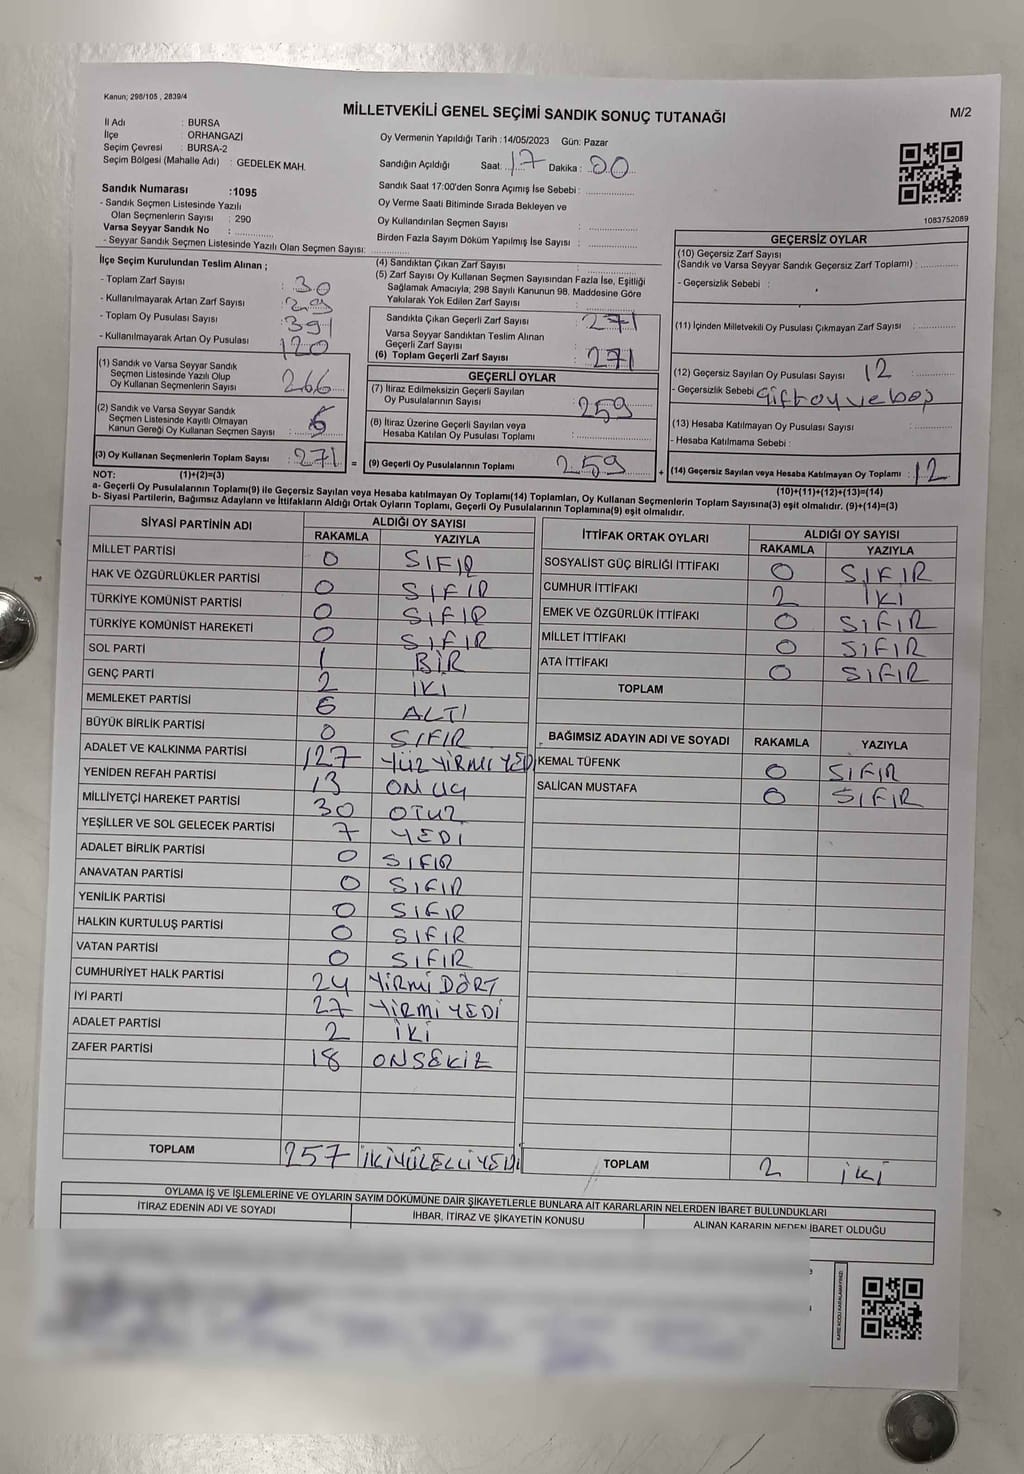 Kanun; 298/105 , 2839/4
MİLLETVEKİLİ GENEL SEÇİMİ SANDIK SONUÇ TUTANAĞI
M/2
İl Adı : BURSA
İlçe : ORHANGAZİ
Seçim Çevresi : BURSA-2
Seçim Bölgesi (Mahalle Adı) : GEDELEK MAH.
Sandık Numarası :1095
- Sandık Seçmen Listesinde Yazılı
Olan Seçmenlerin Sayısı : 290
Varsa Seyyar Sandık No :
- Seyyar Sandık Seçmen Listesinde Yazılı Olan Seçmen Sayısı:
Oy Vermenin Yapıldığı Tarih :14/05/2023 Gün: Pazar
Sandığın Açıldığı Saat: 17 Dakika : 00
Sandık Saat 17:00'den Sonra Açımış İse Sebebi :
Oy Verme Saati Bitiminde Sırada Bekleyen ve
Oy Kullandırılan Seçmen Sayısı :
Birden Fazla Sayım Döküm Yapılmış İse Sayısı :
1083752089
İlçe Seçim Kurulundan Teslim Alınan ;
- Toplam Zarf Sayısı : 30
- Kullanılmayarak Artan Zarf Sayısı : 29
- Toplam Oy Pusulası Sayısı : 391
- Kullanılmayarak Artan Oy Pusulası : 120
(1) Sandık ve Varsa Seyyar Sandık
Seçmen Listesinde Yazılı Olup
Oy Kullanan Seçmenlerin Sayısı : 266
(2) Sandık ve Varsa Seyyar Sandık
Seçmen Listesinde Kayıtlı Olmayan
Kanun Gereği Oy Kullanan Seçmen Sayısı :
(3) Oy Kullanan Seçmenlerin Toplam Sayısı : 271 =
(4) Sandıktan Çıkan Zarf Sayısı :
(5) Zarf Sayısı Oy Kullanan Seçmen Sayısından Fazla İse, Eşitliği
Sağlamak Amacıyla; 298 Sayılı Kanunun 98. Maddesine Göre
Yakılarak Yok Edilen Zarf Sayısı :
Sandıkta Çıkan Geçerli Zarf Sayısı : 271
Varsa Seyyar Sandıktan Teslim Alınan
Geçerli Zarf Sayısı :
(6) Toplam Geçerli Zarf Sayısı : 271
GEÇERLİ OYLAR
(7) İtiraz Edilmeksizin Geçerli Sayılan
Oy Pusulalarının Sayısı : 259
(8) İtiraz Üzerine Geçerli Sayılan veya
Hesaba Katılan Oy Pusulası Toplamı :
(9) Geçerli Oy Pusulalarının Toplamı 259 +
GEÇERSİZ OYLAR
(10) Geçersiz Zarf Sayısı
(Sandık ve Varsa Seyyar Sandık Geçersiz Zarf Toplamı) :
- Geçersizlik Sebebi :
(11) İçinden Milletvekili Oy Pusulası Çıkmayan Zarf Sayısı :
(12) Geçersiz Sayılan Oy Pusulası Sayısı : 12
- Geçersizlik Sebebi : Çift oy ve boş
(13) Hesaba Katılmayan Oy Pusulası Sayısı :
- Hesaba Katılmama Sebebi :
(14) Geçersiz Sayılan veya Hesaba Katılmayan Oy Toplamı : 12
NOT: (1)+(2)=(3)
(10)+(11)+(12)+(13)=(14)
a- Geçerli Oy Pusulalarının Toplamı(9) ile Geçersiz Sayılan veya Hesaba katılmayan Oy Toplamı(14) Toplamları, Oy Kullanan Seçmenlerin Toplam Sayısına(3) eşit olmalıdır. (9)+(14)=(3)
b- Siyasi Partilerin, Bağımsız Adayların ve İttifakların Aldığı Ortak Oyların Toplamı, Geçerli Oy Pusulalarının Toplamına(9) eşit olmalıdır.
SİYASİ PARTİNİN ADI ALDIĞI OY SAYISI
RAKAMLA YAZIYLA
MİLLET PARTİSİ 0 SIFIR
HAK VE ÖZGÜRLÜKLER PARTİSİ 0 SIFIR
TÜRKİYE KOMÜNİST PARTİSİ 0 SIFIR
TÜRKİYE KOMÜNİST HAREKETİ 0 SIFIR
SOL PARTİ 1 BİR
GENÇ PARTİ 2 İKİ
MEMLEKET PARTİSİ 6 ALTI
BÜYÜK BİRLİK PARTİSİ 0 SIFIR
ADALET VE KALKINMA PARTİSİ 127 YÜZ YİRMİ YEDİ
YENİDEN REFAH PARTİSİ 13 ON UÇ
MİLLİYETÇİ HAREKET PARTİSİ 30 OTUZ
YEŞİLLER VE SOL GELECEK PARTİSİ 7 YEDİ
ADALET BİRLİK PARTİSİ 0 SIFIR
ANAVATAN PARTİSİ 0 SIFIR
YENİLİK PARTİSİ 0 SIFIR
HALKIN KURTULUŞ PARTİSİ 0 SIFIR
VATAN PARTİSİ 0 SIFIR
CUMHURİYET HALK PARTİSİ 24 YİRMİ DÖRT
İYİ PARTİ 27 YİRMİ YEDİ
ADALET PARTİSİ 2 İKİ
ZAFER PARTİSİ 18 ONSEKİZ
TOPLAM 257 İKİYÜZELLİYEDİ
İTTİFAK ORTAK OYLARI ALDIĞI OY SAYISI
RAKAMLA YAZIYLA
SOSYALİST GÜÇ BİRLİĞİ İTTİFAKI 0 SIFIR
CUMHUR İTTİFAKI 2 İKİ
EMEK VE ÖZGÜRLÜK İTTİFAKI 0 SIFIR
MİLLET İTTİFAKI 0 SIFIR
ATA İTTİFAKI 0 SIFIR
TOPLAM
BAĞIMSIZ ADAYIN ADI VE SOYADI RAKAMLA YAZIYLA
KEMAL TÜFENK 0 SIFIR
SALİCAN MUSTAFA 0 SIFIR
TOPLAM 2 İKİ
OYLAMA İŞ VE İŞLEMLERİNE VE OYLARIN SAYIM DÖKÜMÜNE DAİR ŞİKAYETLERLE BUNLARA AİT KARARLARIN NELERDEN İBARET BULUNDUKLARI
İTİRAZ EDENİN ADI VE SOYADI İHBAR, İTİRAZ VE ŞİKAYETİN KONUSU ALINAN KARARIN NEDEN İBARET OLDUĞU
KARE KODU KARALAMAYINIZ!